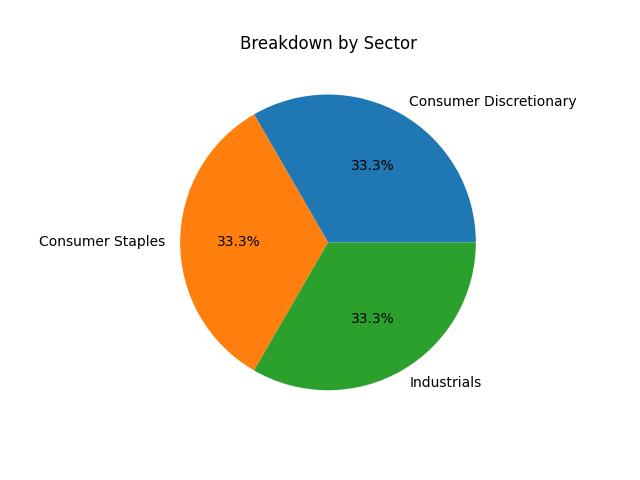 Breakdown by Sector
Consumer Discretionary
33.3%
Consumer Staples
33.3%
33.3%
Industrials